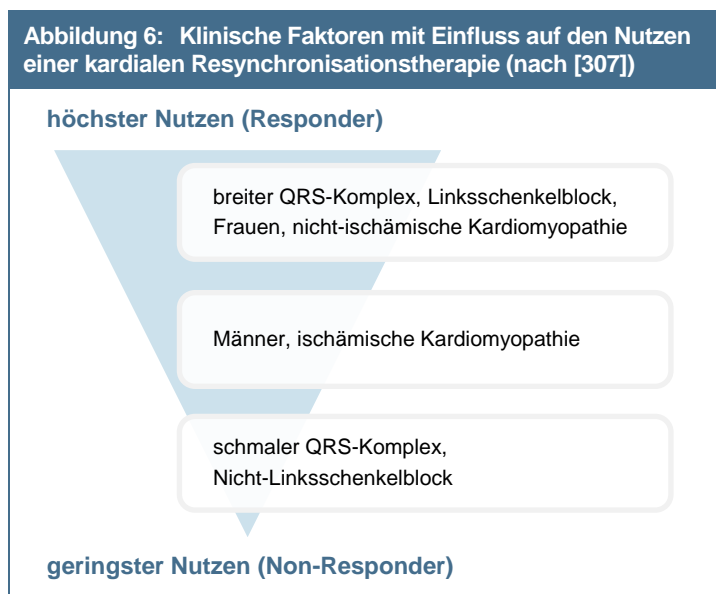 Abbildung 6: Klinische Faktoren mit Einfluss auf den Nutzen
einer kardialen Resynchronisationstherapie (nach [307])
höchster Nutzen (Responder)
breiter QRS-Komplex, Linksschenkelblock,
Frauen, nicht-ischämische Kardiomyopathie
Männer, ischämische Kardiomyopathie
schmaler QRS-Komplex,
Nicht-Linksschenkelblock
geringster Nutzen (Non-Responder)